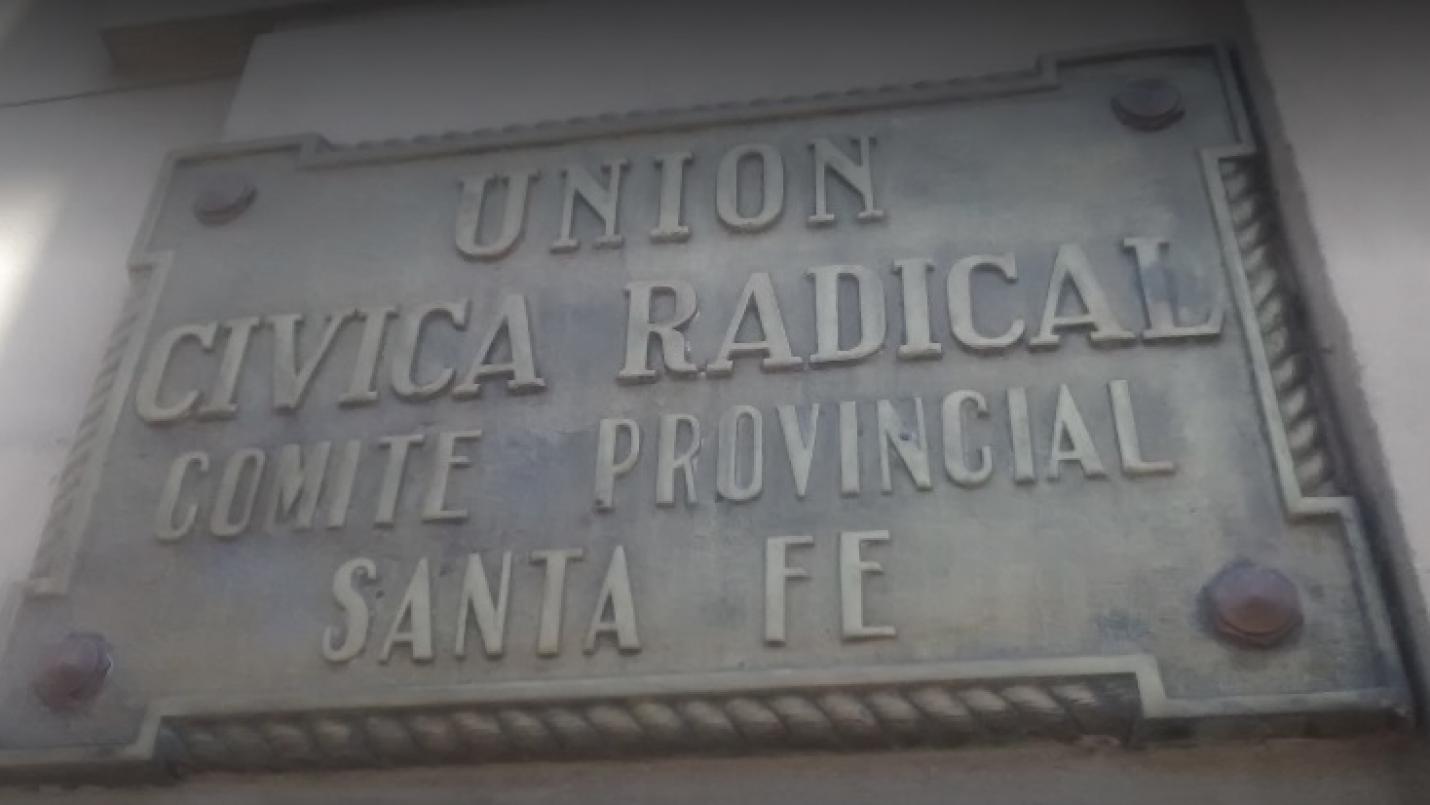 UNION
CIVICA RADICAL
COMITE PROVINCIAL
SANTA FE